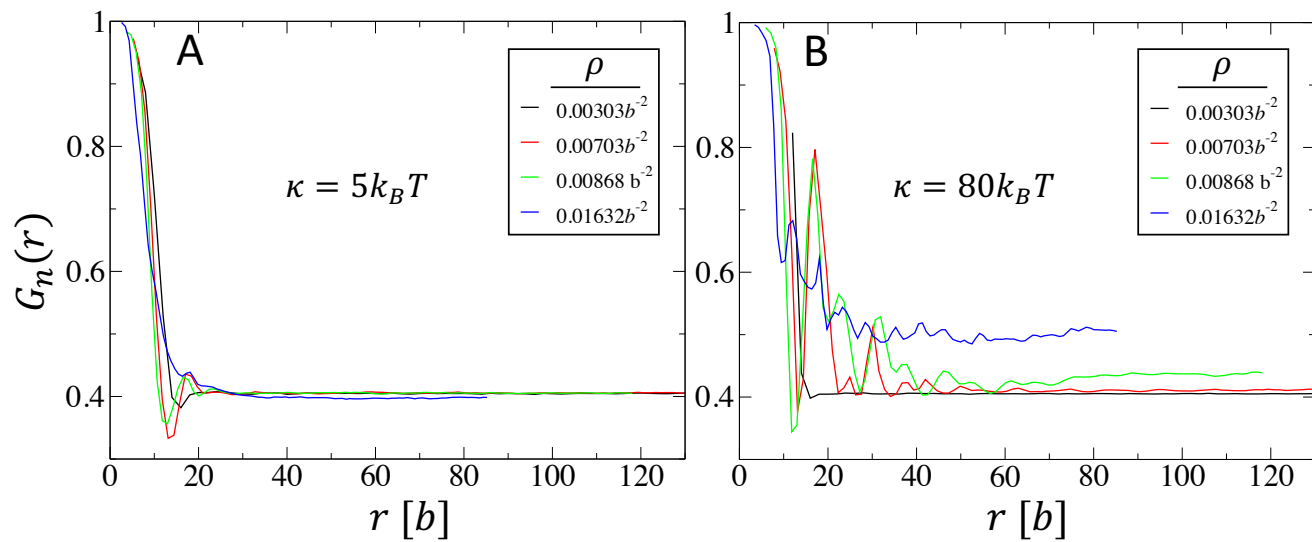 A
ρ
0.00303b⁻²
0.00703b⁻²
0.00868 b⁻²
0.01632b⁻²
κ = 5k_BT
G_n(r)
1
0.8
0.6
0.4
0 20 40 60 80 100 120
r [b]
B
ρ
0.00303b⁻²
0.00703b⁻²
0.00868 b⁻²
0.01632b⁻²
κ = 80k_BT
1
0.8
0.6
0.4
0 20 40 60 80 100 120
r [b]